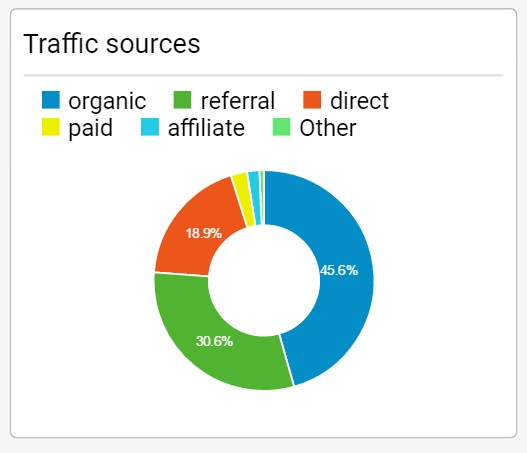 Traffic sources
organic referral direct
paid affiliate Other
18.9%
45.6%
30.6%